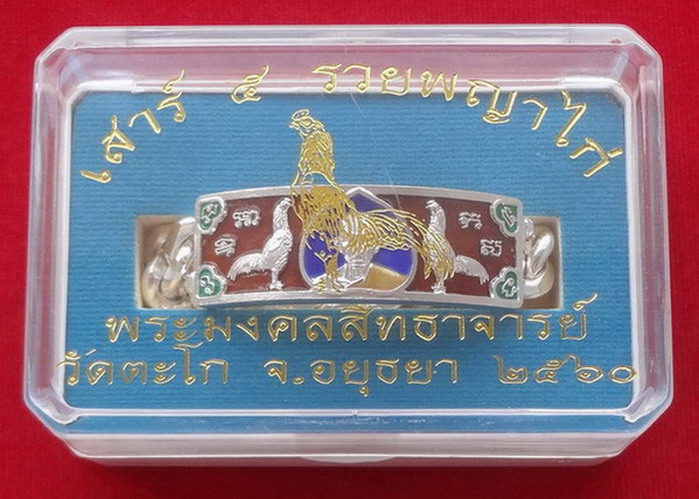 เสาร์ ๕ รวยพญาไก่
พระมงคลสิทธาจารย์
วัดตะโก จ.อยุธยา ๒๕๖๐